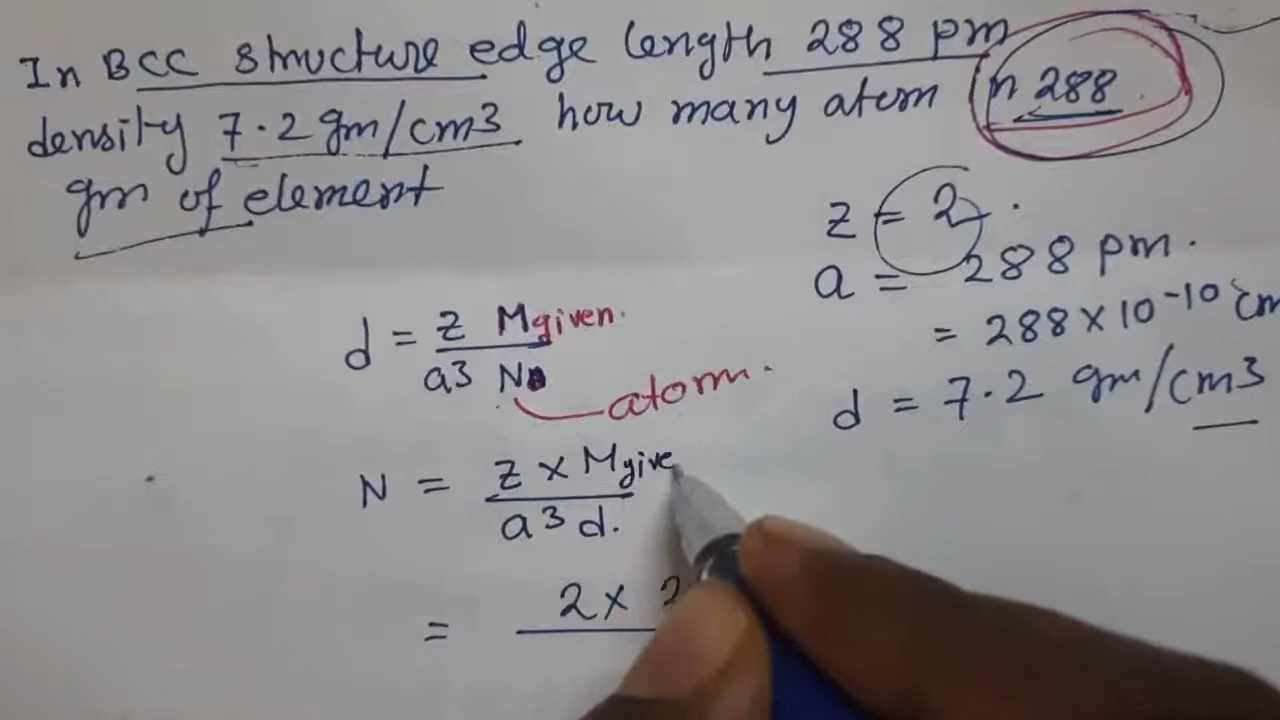 In BCC structure edge length 288 pm
density 7.2 gm/cm3 how many atom in 288
gm of element
z = 2
a = 288 pm.
= 288 × 10-10 cm
d = 7.2 gm/cm3
d = z Mgiven.
a3 N
atom.
N = z × Mgive
a3 d.
= 2 × 2